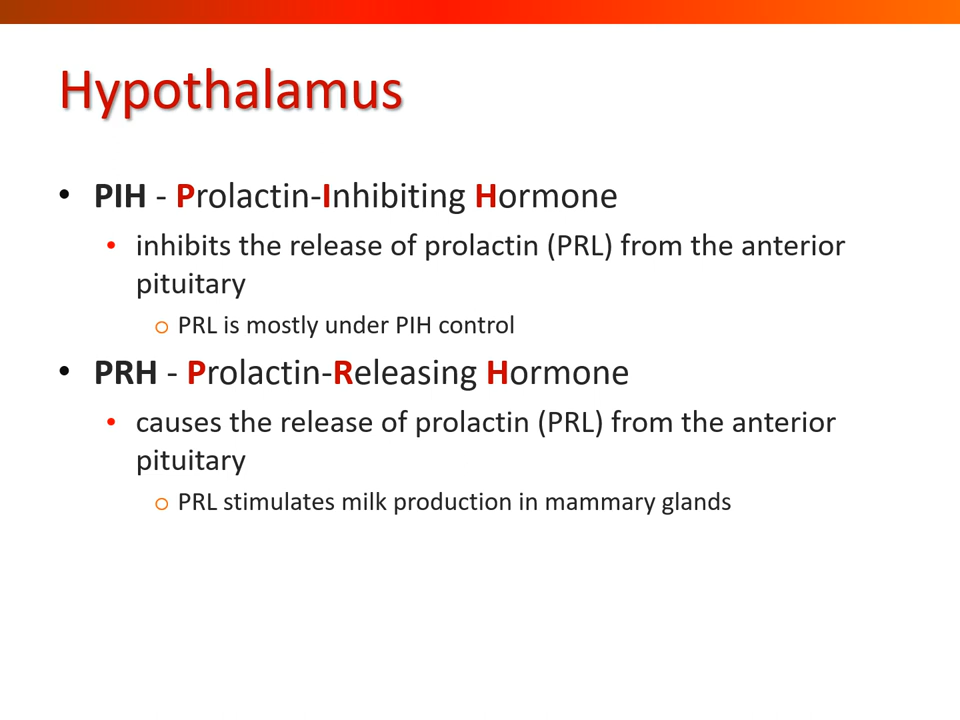 Hypothalamus
• PIH - Prolactin-Inhibiting Hormone
• inhibits the release of prolactin (PRL) from the anterior
pituitary
o PRL is mostly under PIH control
• PRH - Prolactin-Releasing Hormone
• causes the release of prolactin (PRL) from the anterior
pituitary
o PRL stimulates milk production in mammary glands